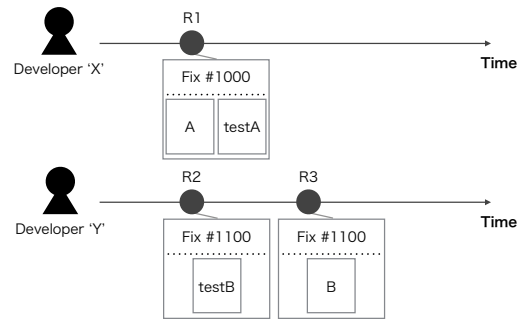 R1
Developer ‘X’
Time
Fix #1000
A testA
R2 R3
Developer ‘Y’
Time
Fix #1100 Fix #1100
testB B